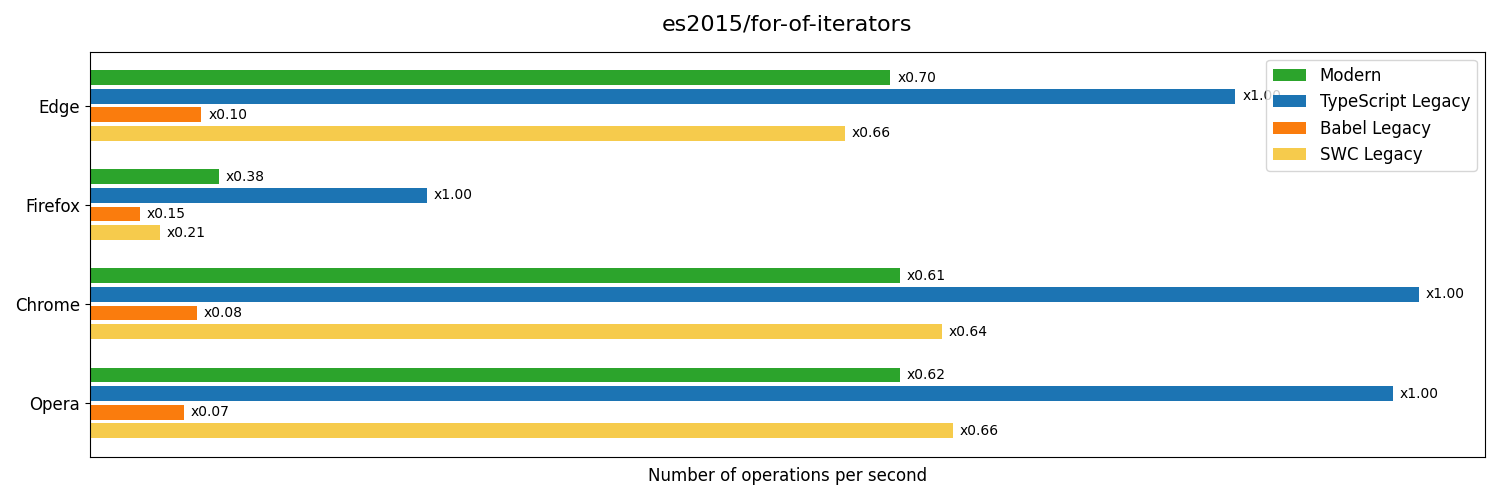 es2015/for-of-iterators
Edge
x0.70
x1.00
x0.10
x0.66
Firefox
x0.38
x1.00
x0.15
x0.21
Chrome
x0.61
x1.00
x0.08
x0.64
Opera
x0.62
x1.00
x0.07
x0.66
Modern
TypeScript Legacy
Babel Legacy
SWC Legacy
Number of operations per second